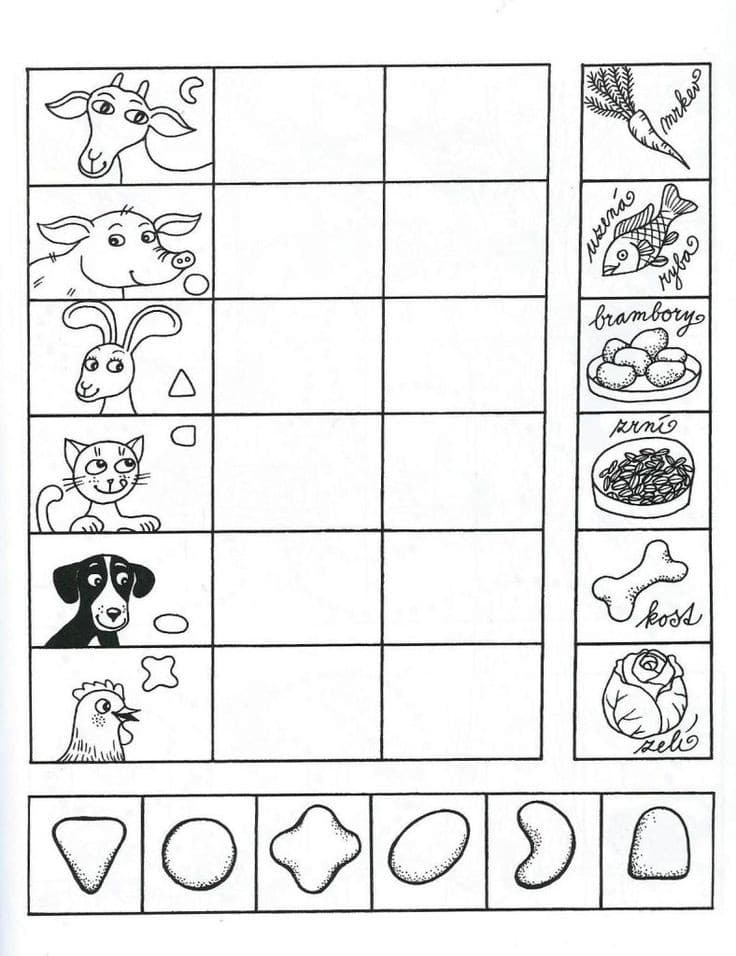 mrkev
uzená
ryba
brambory
zrní
kost
zelí